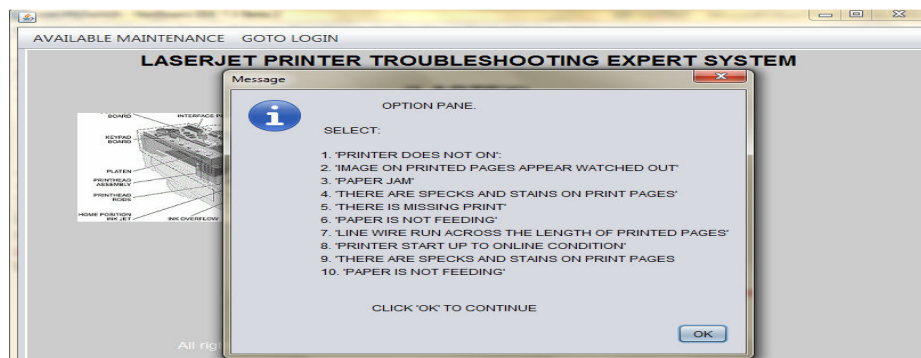 AVAILABLE MAINTENANCE GOTO LOGIN
LASERJET PRINTER TROUBLESHOOTING EXPERT SYSTEM
Message
OPTION PANE.
SELECT:
1. 'PRINTER DOES NOT ON':
2. 'IMAGE ON PRINTED PAGES APPEAR WATCHED OUT'
3. 'PAPER JAM'
4. 'THERE ARE SPECKS AND STAINS ON PRINT PAGES'
5. 'THERE IS MISSING PRINT'
6. 'PAPER IS NOT FEEDING'
7. 'LINE WIRE RUN ACROSS THE LENGTH OF PRINTED PAGES'
8. 'PRINTER START UP TO ONLINE CONDITION'
9. 'THERE ARE SPECKS AND STAINS ON PRINT PAGES
10. 'PAPER IS NOT FEEDING'
CLICK 'OK' TO CONTINUE
OK
BOARD
INTERFACE
KEYPAD
BOARD
PLATEN
PRINTHEAD
ASSEMBLY
PRINTHEAD
RODS
HOME POSITION
INK JET
INK OVERFLOW
All